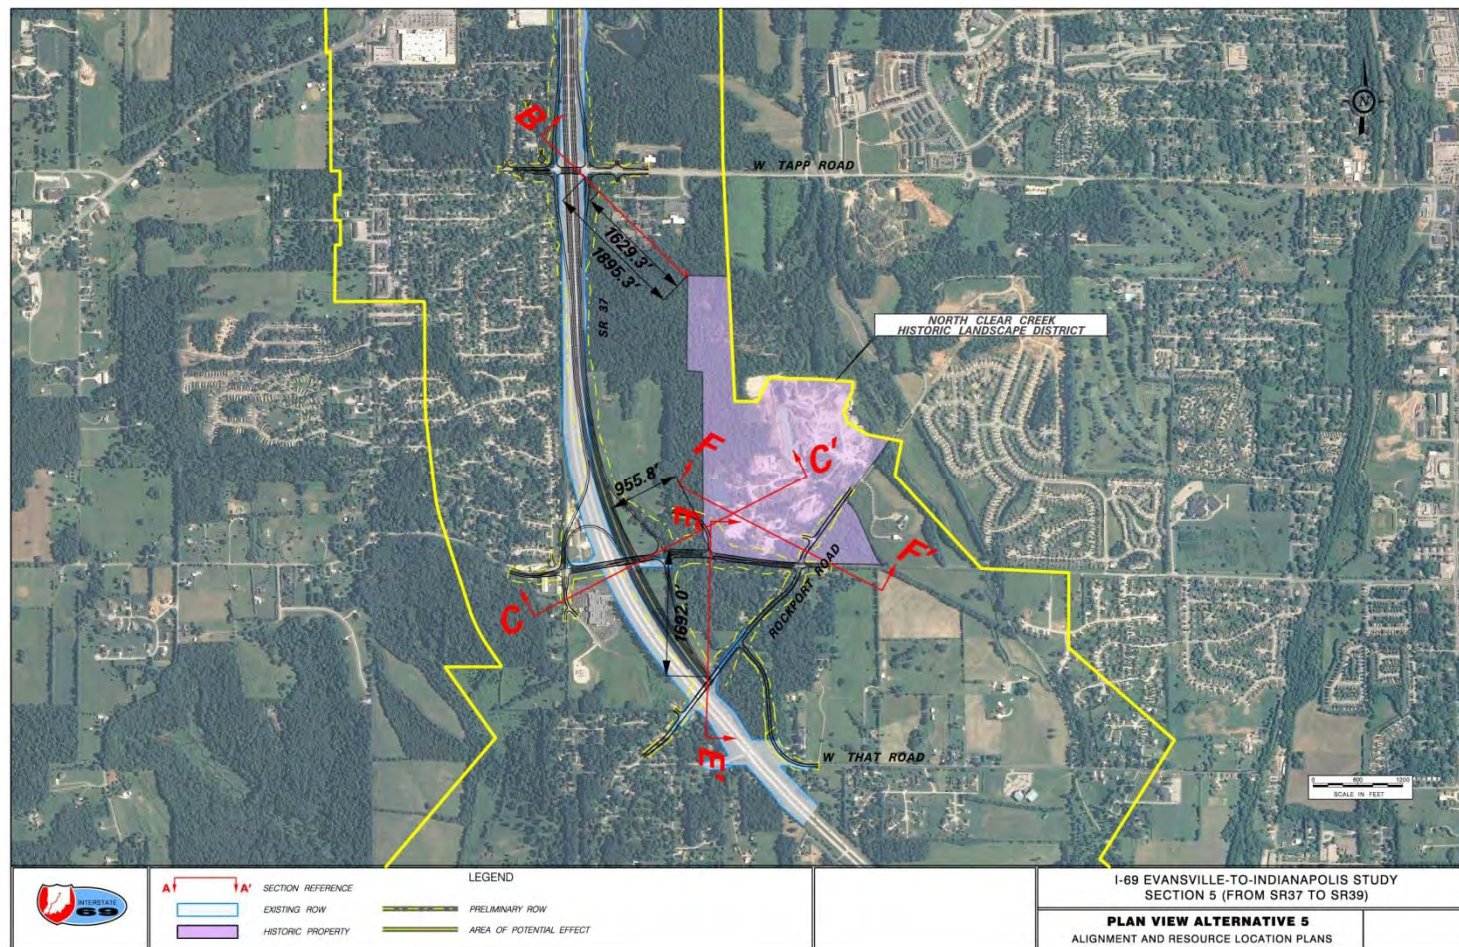 B'
N
W TAPP ROAD
1629.3'
1895.3'
SR 37
NORTH CLEAR CREEK
HISTORIC LANDSCAPE DISTRICT
F
C'
955.8'
E
F'
C
1692.0'
ROCKPORT ROAD
E'
W THAT ROAD
0 600 1200
SCALE IN FEET
INTERSTATE
69
LEGEND
A A' SECTION REFERENCE
EXISTING ROW
HISTORIC PROPERTY
PRELIMINARY ROW
AREA OF POTENTIAL EFFECT
I-69 EVANSVILLE-TO-INDIANAPOLIS STUDY
SECTION 5 (FROM SR37 TO SR39)
PLAN VIEW ALTERNATIVE 5
ALIGNMENT AND RESOURCE LOCATION PLANS